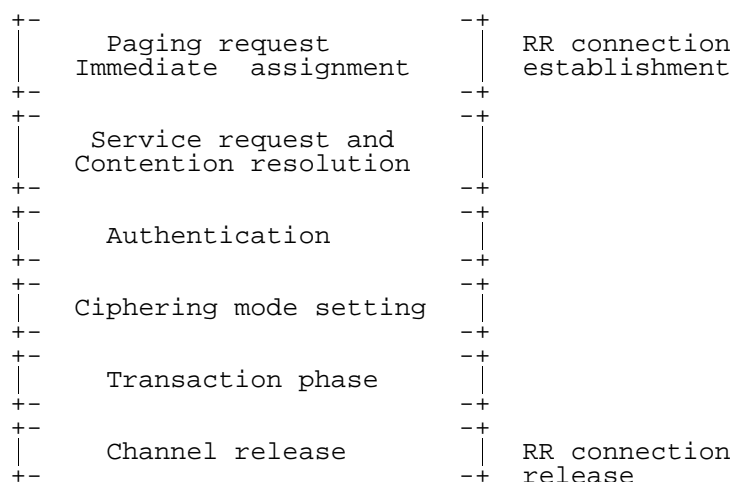 +-                            -+
|     Paging request          |  RR connection
|   Immediate  assignment     |  establishment
+-                            -+
+-                            -+
|    Service request and      |
|   Contention resolution     |
+-                            -+
+-                            -+
|     Authentication          |
+-                            -+
+-                            -+
|   Ciphering mode setting    |
+-                            -+
+-                            -+
|     Transaction phase       |
+-                            -+
+-                            -+
|     Channel release         |  RR connection
+-                            -+  release